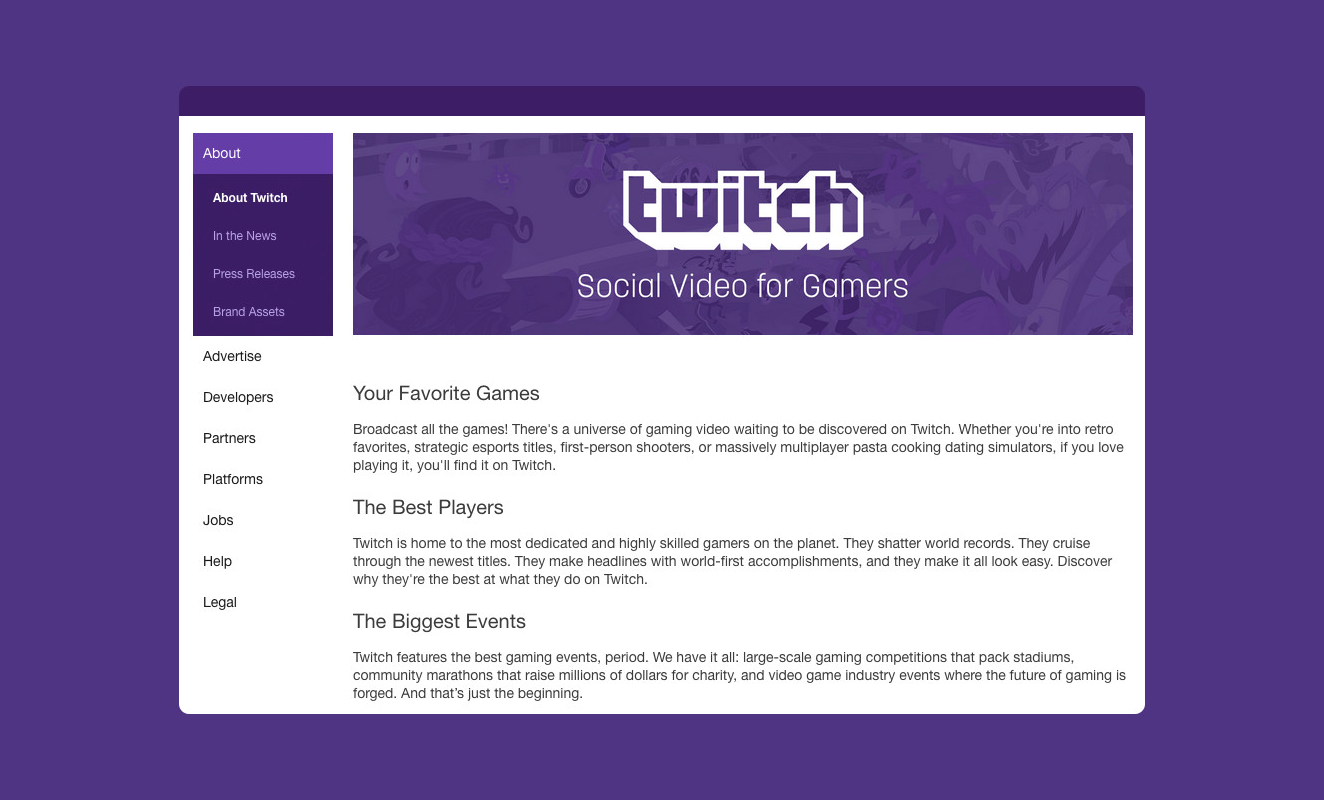 About
About Twitch
In the News
Press Releases
Brand Assets
Advertise
Developers
Partners
Platforms
Jobs
Help
Legal
twitch
Social Video for Gamers
Your Favorite Games
Broadcast all the games! There's a universe of gaming video waiting to be discovered on Twitch. Whether you're into retro
favorites, strategic esports titles, first-person shooters, or massively multiplayer pasta cooking dating simulators, if you love
playing it, you'll find it on Twitch.
The Best Players
Twitch is home to the most dedicated and highly skilled gamers on the planet. They shatter world records. They cruise
through the newest titles. They make headlines with world-first accomplishments, and they make it all look easy. Discover
why they're the best at what they do on Twitch.
The Biggest Events
Twitch features the best gaming events, period. We have it all: large-scale gaming competitions that pack stadiums,
community marathons that raise millions of dollars for charity, and video game industry events where the future of gaming is
forged. And that’s just the beginning.